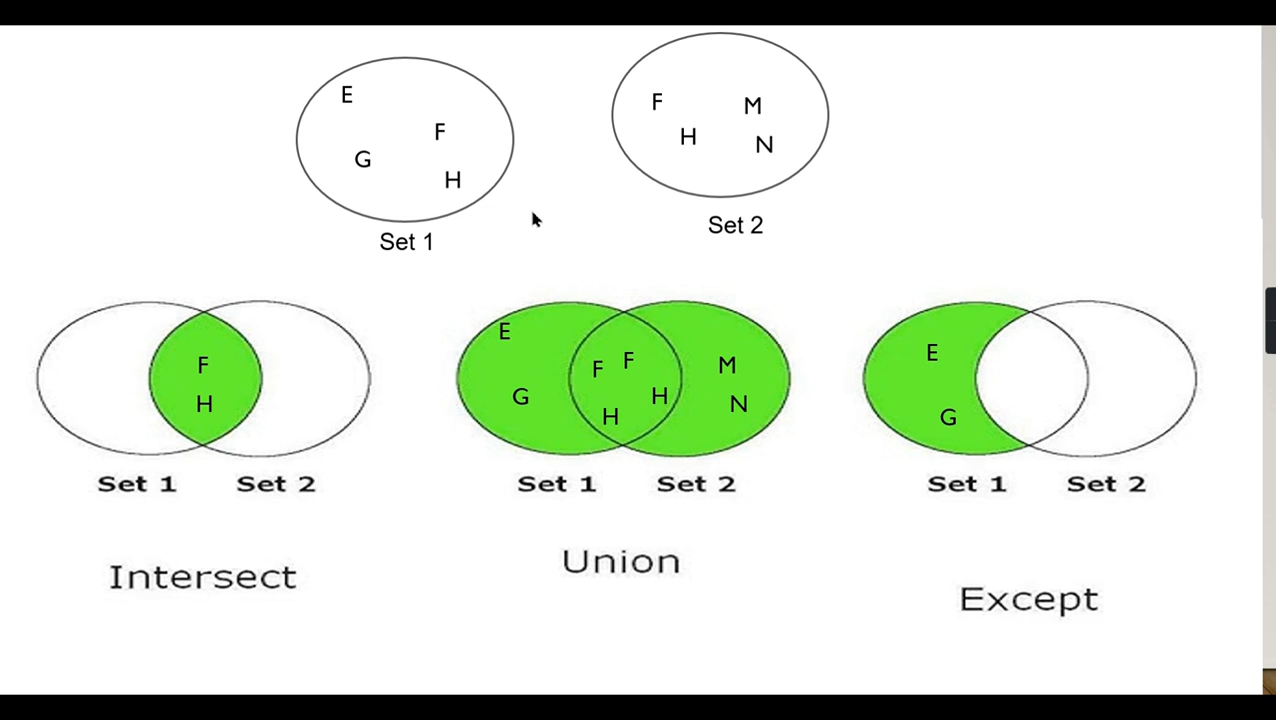 E
F
G
H
Set 1
F
M
H
N
Set 2
F
H
Set 1 Set 2
Intersect
E
F F
G
H H
M
N
Set 1 Set 2
Union
E
G
Set 1 Set 2
Except